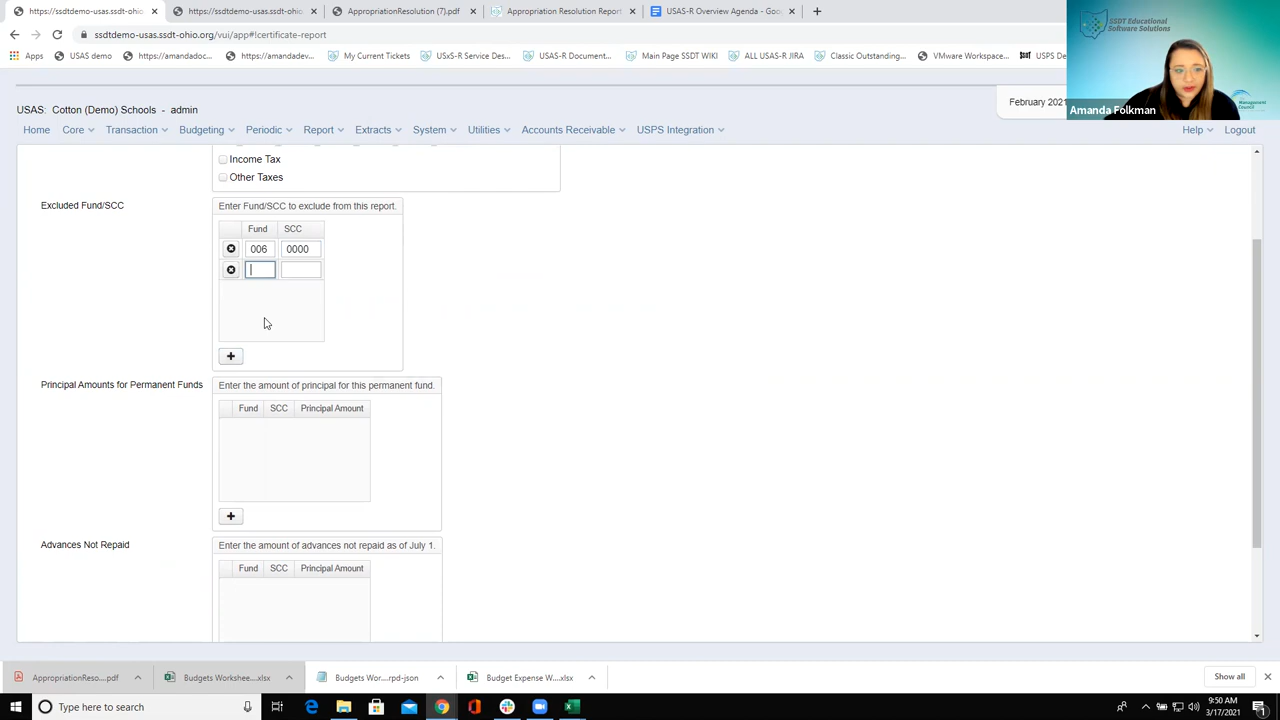 https://ssdtdemo-usas.ssdt-ohio
https://ssdtdemo-usas.ssdt-ohio.org
AppropriationResolution (7).pdf
Appropriation Resolution Report
USAS-R Overview Agenda - Goo
ssdtdemo-usas.ssdt-ohio.org/vui/app#!certificate-report
Apps
USAS demo
https://amandadoc...
https://amandadev...
My Current Tickets
USxS-R Service Des...
USAS-R Document...
Main Page SSDT WIKI
ALL USAS-R JIRA
Classic Outstanding...
VMware Workspace...
USPS De
SSDT Educational
Software Solutions
Management
Council
Amanda Folkman
USAS: Cotton (Demo) Schools - admin
February 2021
Home
Core
Transaction
Budgeting
Periodic
Report
Extracts
System
Utilities
Accounts Receivable
USPS Integration
Help
Logout
Income Tax
Other Taxes
Excluded Fund/SCC
Enter Fund/SCC to exclude from this report.
Fund SCC
006 0000
Principal Amounts for Permanent Funds
Enter the amount of principal for this permanent fund.
Fund SCC Principal Amount
Advances Not Repaid
Enter the amount of advances not repaid as of July 1.
Fund SCC Principal Amount
AppropriationReso....pdf
Budgets Workshee....xlsx
Budgets Wor....rpd-json
Budget Expense W....xlsx
Show all
Type here to search
9:50 AM
3/17/2021
1